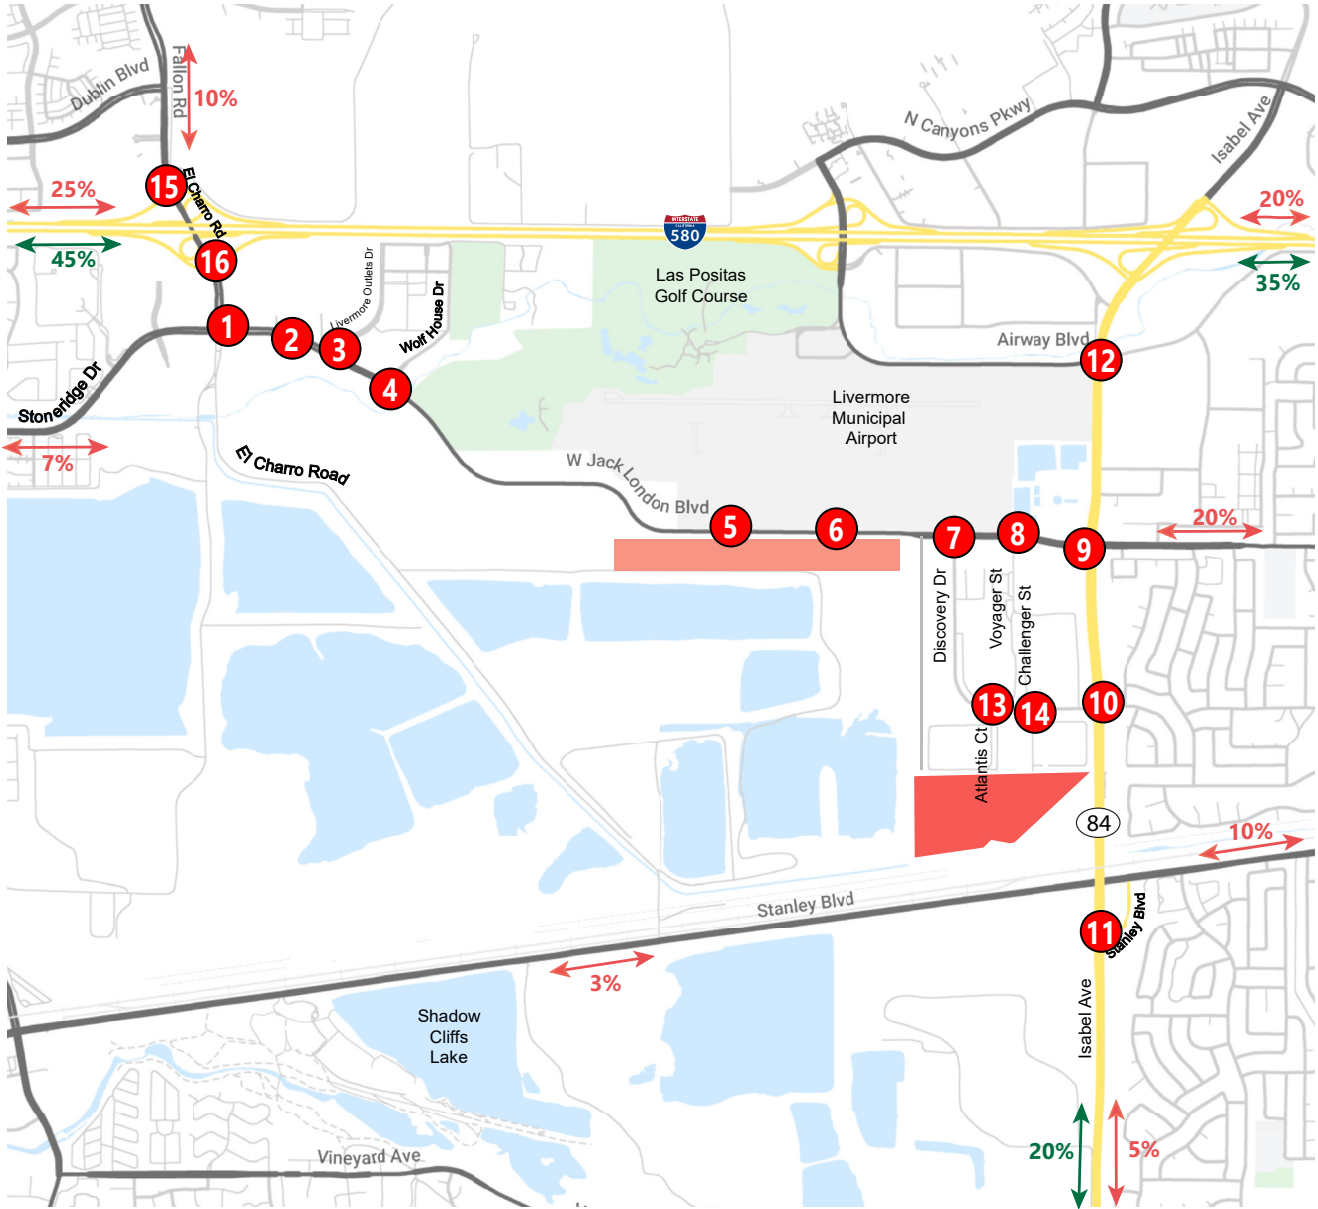 Fallon Rd
Dublin Blvd
10%
N Canyons Pkwy
Isabel Ave
15
El Charro Rd
25%
20%
INTERSTATE
CALIFORNIA
580
45%
16
35%
Las Positas
Golf Course
Livermore Outlets Dr
Wolf House Dr
1
2
3
4
Airway Blvd
12
Stoneridge Dr
Livermore
Municipal
Airport
7%
El Charro Road
W Jack London Blvd
5
6
7
8
9
20%
Discovery Dr
Voyager St
Challenger St
13
14
10
Atlantis Ct
84
10%
Stanley Blvd
11
Stanley Blvd
3%
Isabel Ave
Shadow
Cliffs
Lake
20%
5%
Vineyard Ave